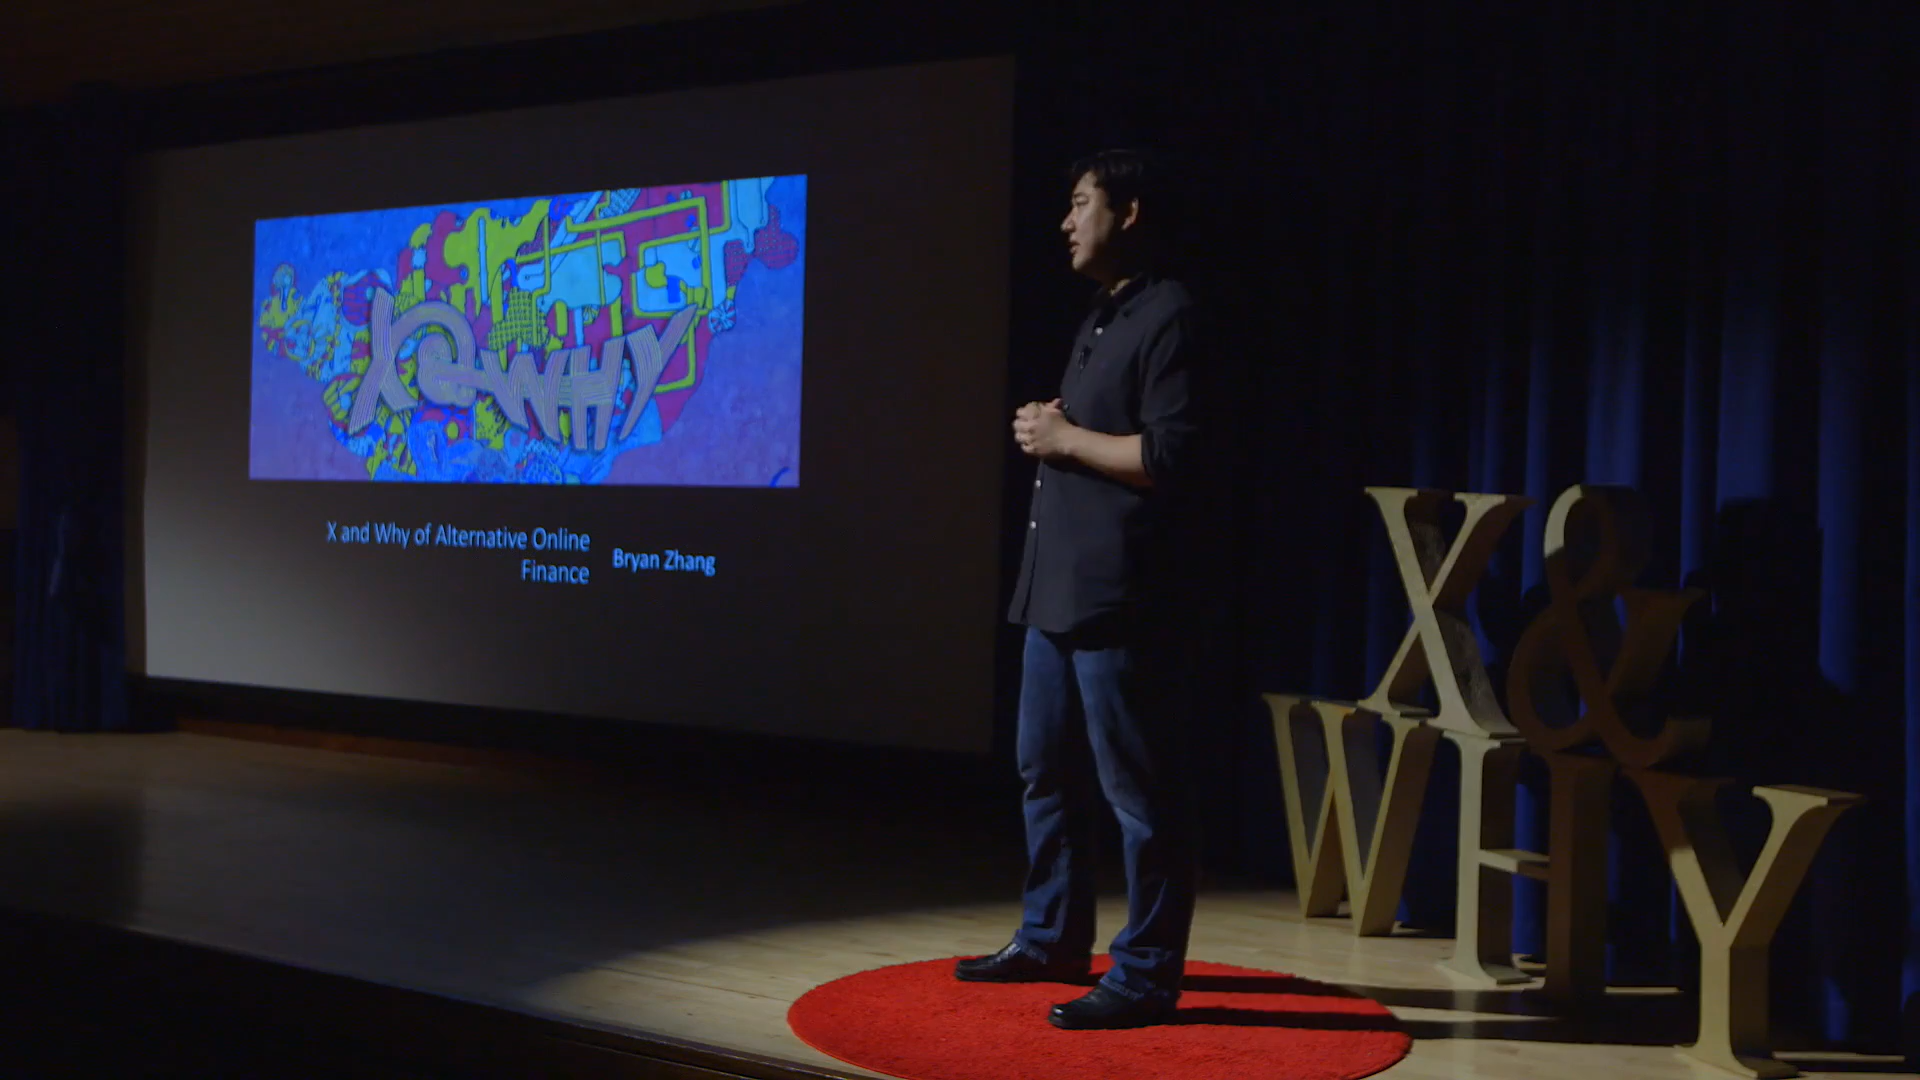 X&WHY
X and Why of Alternative Online
Finance
Bryan Zhang
X&
WHY